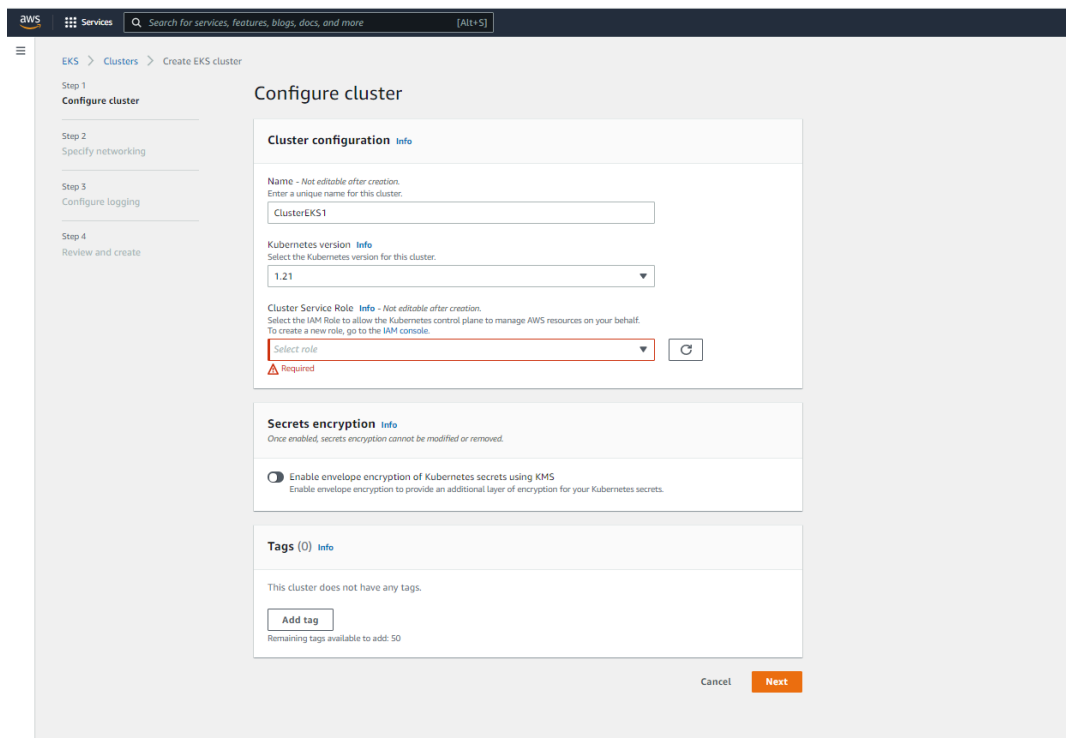 aws Services Search for services, features, blogs, docs, and more [Alt+S]
EKS > Clusters > Create EKS cluster
Step 1
Configure cluster
Step 2
Specify networking
Step 3
Configure logging
Step 4
Review and create
Configure cluster
Cluster configuration Info
Name - Not editable after creation.
Enter a unique name for this cluster.
ClusterEKS1
Kubernetes version Info
Select the Kubernetes version for this cluster.
1.21
Cluster Service Role Info - Not editable after creation.
Select the IAM Role to allow the Kubernetes control plane to manage AWS resources on your behalf.
To create a new role, go to the IAM console.
Select role
Required
Secrets encryption Info
Once enabled, secrets encryption cannot be modified or removed.
Enable envelope encryption of Kubernetes secrets using KMS
Enable envelope encryption to provide an additional layer of encryption for your Kubernetes secrets.
Tags (0) Info
This cluster does not have any tags.
Add tag
Remaining tags available to add: 50
Cancel Next